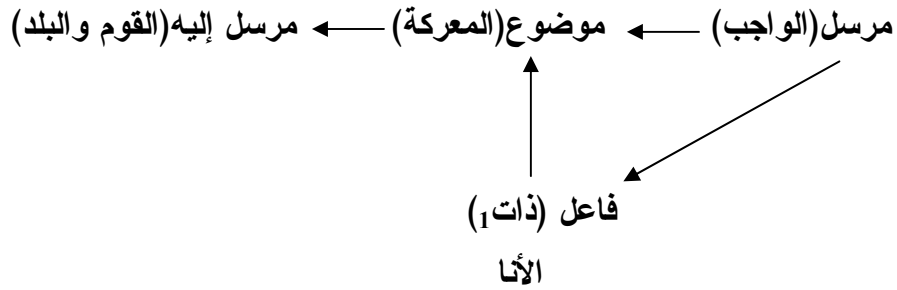 مرسل(الواجب) موضوع(المعركة) مرسل إليه(القوم والبلد)
فاعل (ذات1)
الأنا